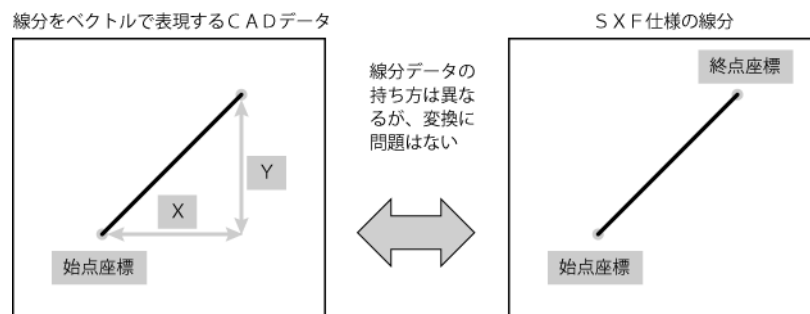 線分をベクトルで表現するＣＡＤデータ
ＳＸＦ仕様の線分
線分データの
持ち方は異な
るが、変換に
問題はない
Ｙ
Ｘ
始点座標
終点座標
始点座標